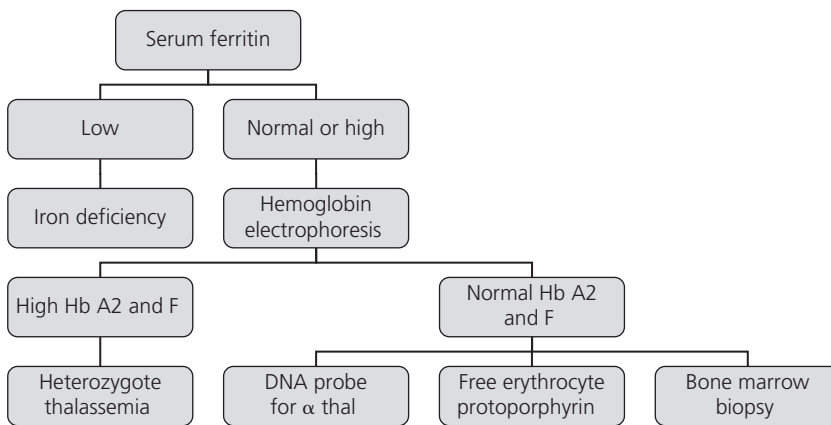 Serum ferritin
Low
Normal or high
Iron deficiency
Hemoglobin
electrophoresis
High Hb A2 and F
Normal Hb A2
and F
Heterozygote
thalassemia
DNA probe
for α thal
Free erythrocyte
protoporphyrin
Bone marrow
biopsy